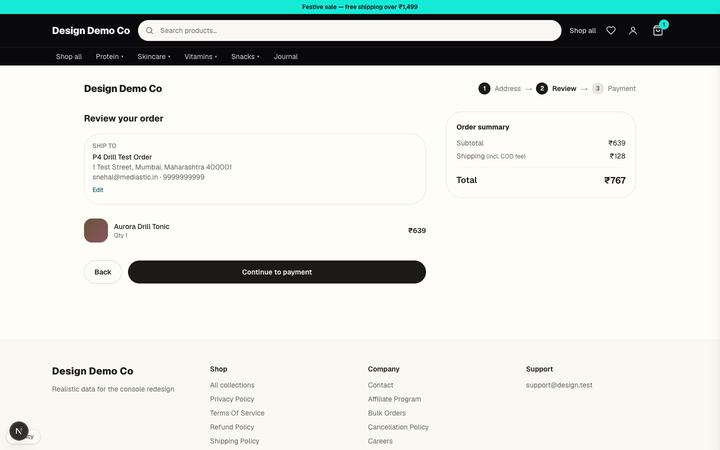 Festive sale — free shipping over ₹1,499
Design Demo Co
Search products...
Shop all
1
Shop all
Protein
Skincare
Vitamins
Snacks
Journal
Design Demo Co
1 Address → 2 Review → 3 Payment
Review your order
SHIP TO
P4 Drill Test Order
1 Test Street, Mumbai, Maharashtra 400001
snehal@mediastic.in · 9999999999
Edit
Aurora Drill Tonic
Qty 1
₹639
Back
Continue to payment
Order summary
Subtotal ₹639
Shipping (incl. COD fee) ₹128
Total ₹767
Design Demo Co
Realistic data for the console redesign
Shop
All collections
Privacy Policy
Terms Of Service
Refund Policy
Shipping Policy
Company
Contact
Affiliate Program
Bulk Orders
Cancellation Policy
Careers
Support
support@design.test
N